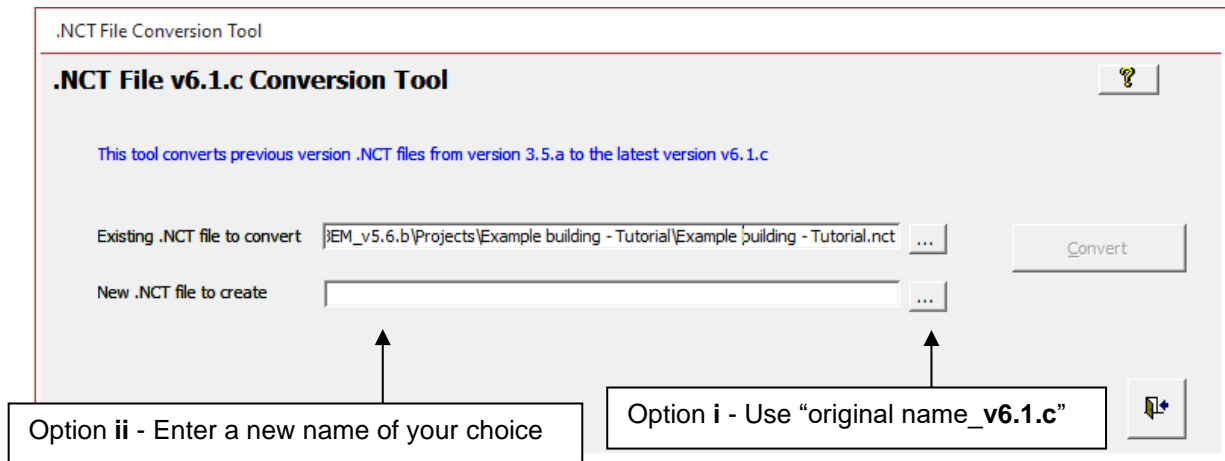 .NCT File Conversion Tool
.NCT File v6.1.c Conversion Tool
?
This tool converts previous version .NCT files from version 3.5.a to the latest version v6.1.c
Existing .NCT file to convert BEM_v5.6.b\Projects\Example building - Tutorial\Example building - Tutorial.nct ... Convert
New .NCT file to create ...
Option ii - Enter a new name of your choice
Option i - Use “original name_v6.1.c”